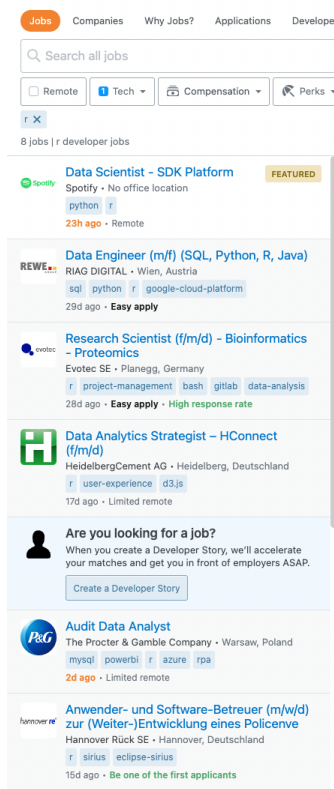 Jobs Companies Why Jobs? Applications Develope
Search all jobs
Remote 1 Tech Compensation Perks
r ✕
8 jobs | r developer jobs
Spotify
Data Scientist - SDK Platform FEATURED
Spotify • No office location
python r
23h ago • Remote
REWE
Data Engineer (m/f) (SQL, Python, R, Java)
RIAG DIGITAL • Wien, Austria
sql python r google-cloud-platform
29d ago • Easy apply
evotec
Research Scientist (f/m/d) - Bioinformatics
- Proteomics
Evotec SE • Planegg, Germany
r project-management bash gitlab data-analysis
28d ago • Easy apply • High response rate
Data Analytics Strategist – HConnect
(f/m/d)
HeidelbergCement AG • Heidelberg, Deutschland
r user-experience d3.js
17d ago • Limited remote
Are you looking for a job?
When you create a Developer Story, we'll accelerate
your matches and get you in front of employers ASAP.
Create a Developer Story
P&G
Audit Data Analyst
The Procter & Gamble Company • Warsaw, Poland
mysql powerbi r azure rpa
2d ago • Limited remote
hannover re
Anwender- und Software-Betreuer (m/w/d)
zur (Weiter-)Entwicklung eines Policenve
Hannover Rück SE • Hannover, Deutschland
r sirius eclipse-sirius
15d ago • Be one of the first applicants